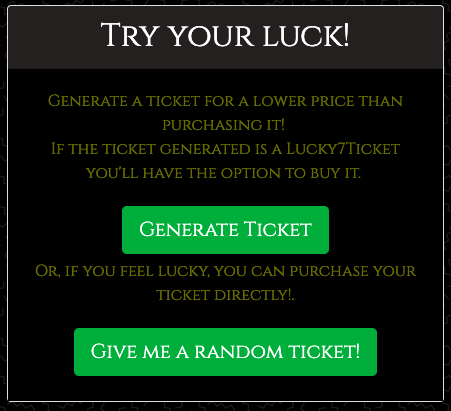 Try your luck!
Generate a ticket for a lower price than
purchasing it!
If the ticket generated is a Lucky7Ticket
you'll have the option to buy it.
Generate Ticket
Or, if you feel lucky, you can purchase your
ticket directly!.
Give me a random ticket!